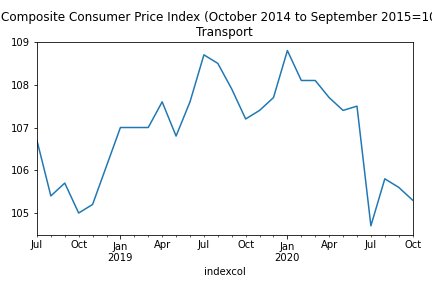 Composite Consumer Price Index (October 2014 to September 2015=10
Transport
109
108
107
106
105
Jul Oct Jan Apr Jul Oct Jan Apr Jul Oct
2019 2020
indexcol